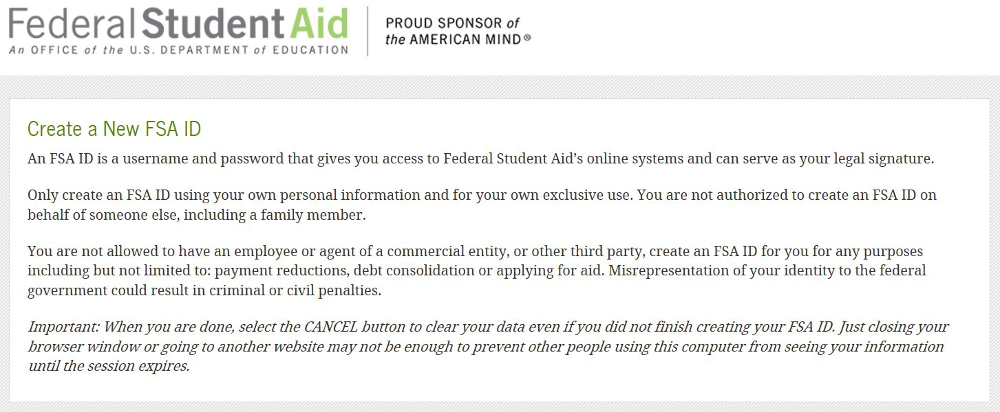 Federal Student Aid
An OFFICE of the U.S. DEPARTMENT of EDUCATION
PROUD SPONSOR of
the AMERICAN MIND®
Create a New FSA ID
An FSA ID is a username and password that gives you access to Federal Student Aid’s online systems and can serve as your legal signature.
Only create an FSA ID using your own personal information and for your own exclusive use. You are not authorized to create an FSA ID on
behalf of someone else, including a family member.
You are not allowed to have an employee or agent of a commercial entity, or other third party, create an FSA ID for you for any purposes
including but not limited to: payment reductions, debt consolidation or applying for aid. Misrepresentation of your identity to the federal
government could result in criminal or civil penalties.
Important: When you are done, select the CANCEL button to clear your data even if you did not finish creating your FSA ID. Just closing your
browser window or going to another website may not be enough to prevent other people using this computer from seeing your information
until the session expires.